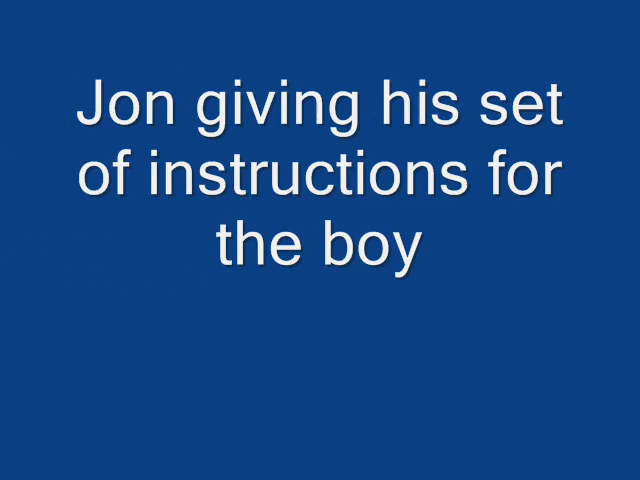 Jon giving his set
of instructions for
the boy